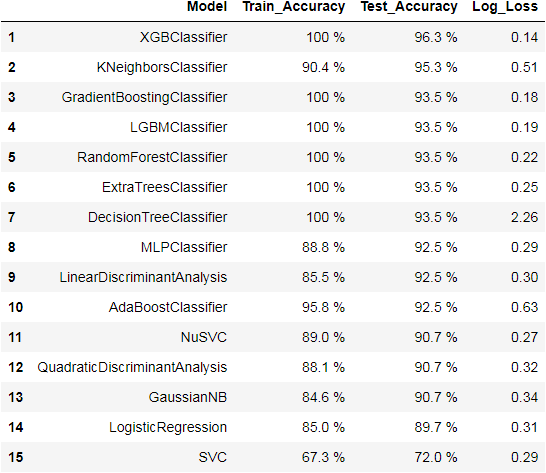 Model Train_Accuracy Test_Accuracy Log_Loss
1 XGBClassifier 100 % 96.3 % 0.14
2 KNeighborsClassifier 90.4 % 95.3 % 0.51
3 GradientBoostingClassifier 100 % 93.5 % 0.18
4 LGBMClassifier 100 % 93.5 % 0.19
5 RandomForestClassifier 100 % 93.5 % 0.22
6 ExtraTreesClassifier 100 % 93.5 % 0.25
7 DecisionTreeClassifier 100 % 93.5 % 2.26
8 MLPClassifier 88.8 % 92.5 % 0.29
9 LinearDiscriminantAnalysis 85.5 % 92.5 % 0.30
10 AdaBoostClassifier 95.8 % 92.5 % 0.63
11 NuSVC 89.0 % 90.7 % 0.27
12 QuadraticDiscriminantAnalysis 88.1 % 90.7 % 0.32
13 GaussianNB 84.6 % 90.7 % 0.34
14 LogisticRegression 85.0 % 89.7 % 0.31
15 SVC 67.3 % 72.0 % 0.29